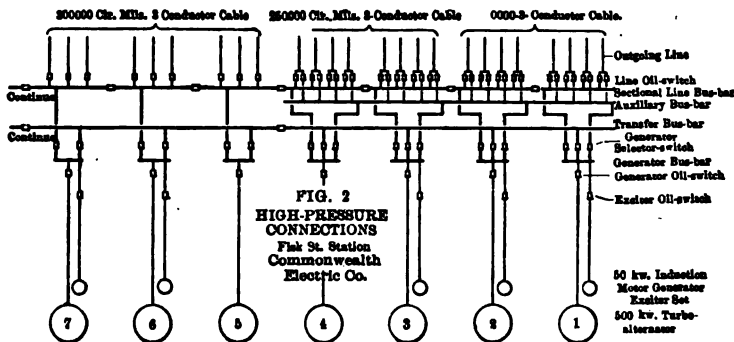 300000 Cir. Mils. 3 Conductor Cable
250000 Cir. Mils. 3-Conductor Cable
0000-3- Conductor Cable.
Outgoing Line
Line Oil-switch
Sectional Line Bus-bar
Auxiliary Bus-bar
Continue
Continue
Transfer Bus-bar
Generator
Selector-switch
Generator Bus-bar
Generator Oil-switch
Exciter Oil-switch
FIG. 2
HIGH-PRESSURE
CONNECTIONS
Fisk St. Station
Commonwealth
Electric Co.
50 kw. Induction
Motor Generator
Exciter Set
500 kw. Turbo-
alternator
7
6
5
4
3
2
1